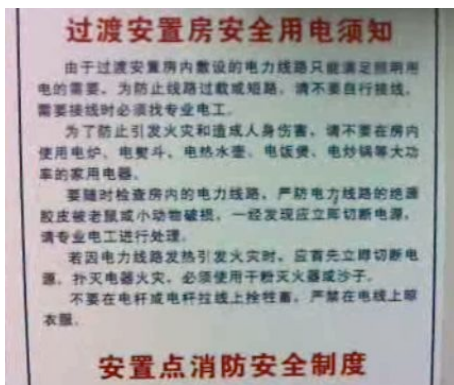 过渡安置房安全用电须知
由于过渡安置房内敷设的电力线路只能满足照明用
电的需要，为防止线路过载或短路，请不要自行接线，
需要接线时必须找专业电工。
为了防止引发火灾和造成人身伤害，请不要在房内
使用电炉、电熨斗、电热水壶、电饭煲、电炒锅等大功
率的家用电器。
要随时检查房内的电力线路，严防电力线路的绝源
胶皮被老鼠或小动物破损，一经发现应立即切断电源，
请专业电工进行处理。
若因电力线路发热引发火灾时，应首先立即切断电
源，扑灭电器火灾，必须使用干粉灭火器或沙子。
不要在电杆或电杆拉线上拴牲畜，严禁在电线上晾
衣服。
安置点消防安全制度